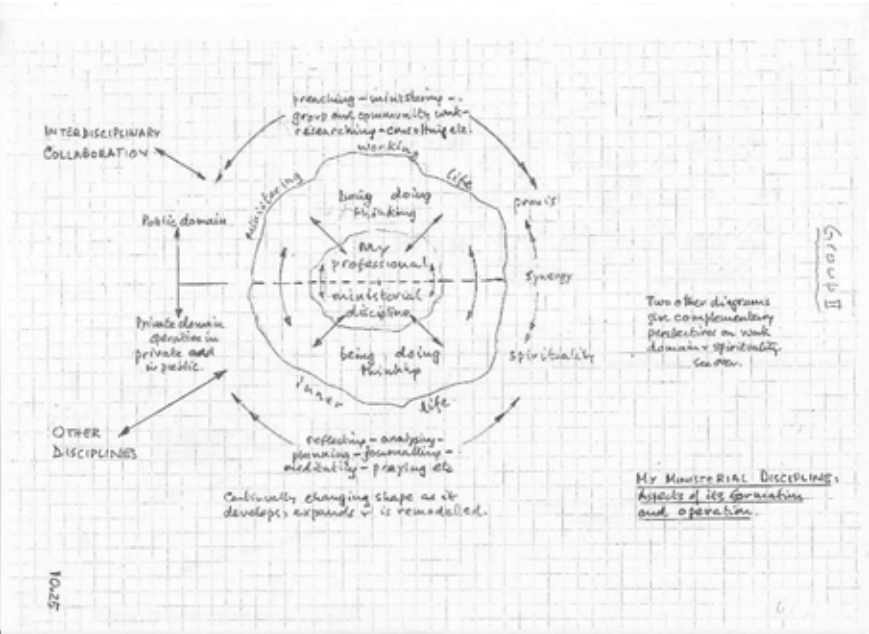 preaching – ministering –
group and community work –
researching – consulting etc.
working
INTERDISCIPLINARY
COLLABORATION
ministering
life
being doing
thinking
praxis
Public domain
My
professional
Synergy
ministerial
discipline
Private domain
operative in
private and
in public.
being doing
thinking
spirituality
Two other diagrams
give complementary
perspectives on work
domain + spirituality
See over.
Group II
inner
life
OTHER
DISCIPLINES
reflecting – analysing –
planning – journalling –
meditating – praying etc
Continually changing shape as it
develops, expands & is remodelled.
MY MINISTERIAL DISCIPLINE:
Aspects of its formation
and operation.
10.25